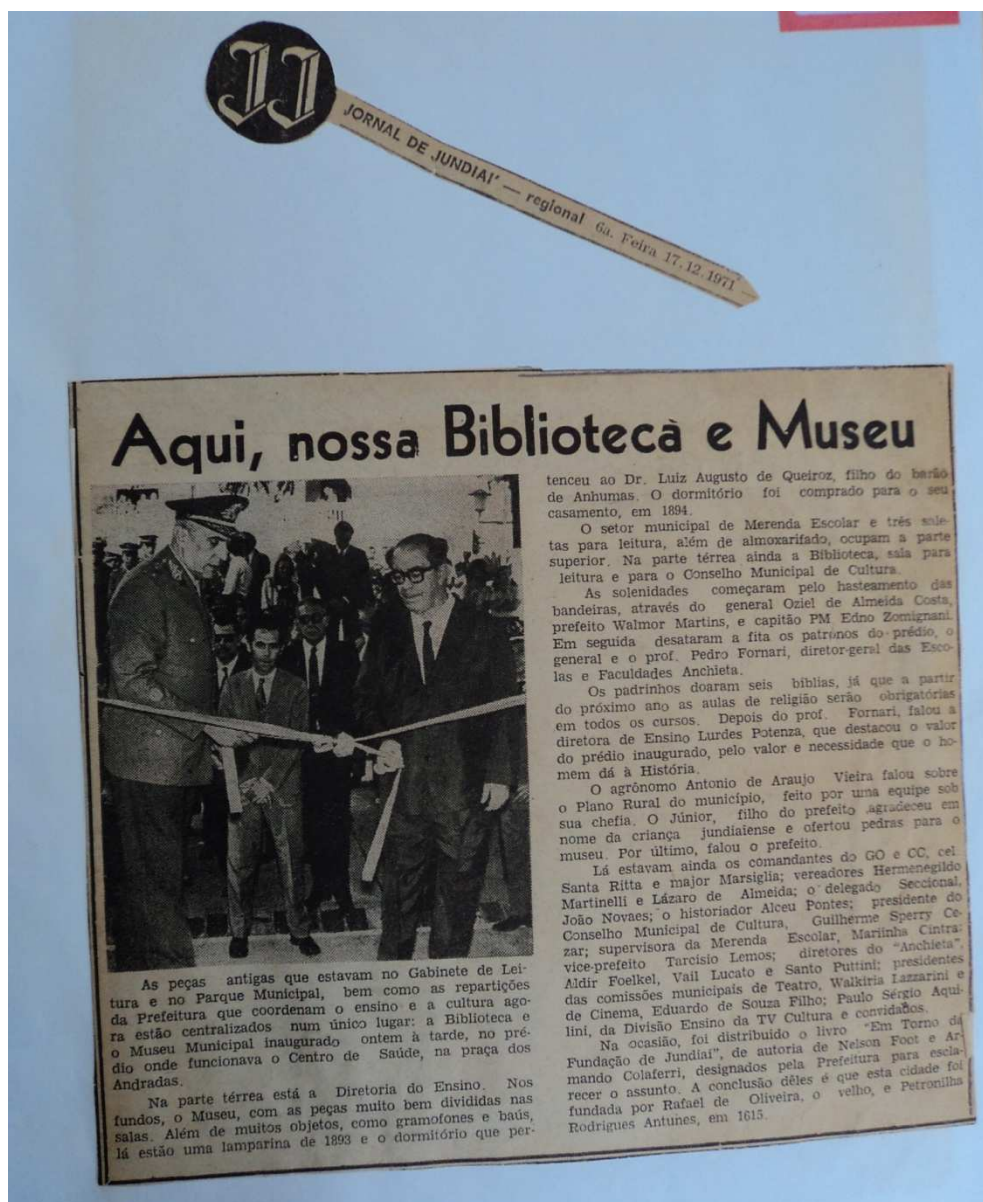 JJ
JORNAL DE JUNDIAI' — regional 6a. Feira 17.12.1971 —
Aqui, nossa Biblioteca e Museu
As peças antigas que estavam no Gabinete de Lei-
tura e no Parque Municipal, bem como as repartições
da Prefeitura que coordenam o ensino e a cultura ago-
ra estão centralizados num único lugar: a Biblioteca e
o Museu Municipal inaugurado ontem à tarde, no pré-
dio onde funcionava o Centro de Saúde, na praça dos
Andradas.
Na parte térrea está a Diretoria do Ensino. Nos
fundos, o Museu, com as peças muito bem divididas nas
salas. Além de muitos objetos, como gramofones e baús,
lá estão uma lamparina de 1893 e o dormitório que per-
tenceu ao Dr. Luiz Augusto de Queiroz, filho do barão
de Anhumas. O dormitório foi comprado para o seu
casamento, em 1894.
O setor municipal de Merenda Escolar e três sale-
tas para leitura, além de almoxarifado, ocupam a parte
superior. Na parte térrea ainda a Biblioteca, sala para
leitura e para o Conselho Municipal de Cultura.
As solenidades começaram pelo hasteamento das
bandeiras, através do general Oziel de Almeida Costa,
prefeito Walmor Martins, e capitão PM Edno Zomignani.
Em seguida desataram a fita os patronos do prédio, o
general e o prof. Pedro Fornari, diretor-geral das Esco-
las e Faculdades Anchieta.
Os padrinhos doaram seis bíblias, já que a partir
do próximo ano as aulas de religião serão obrigatórias
em todos os cursos. Depois do prof. Fornari, falou a
diretora de Ensino Lurdes Potenza, que destacou o valor
do prédio inaugurado, pelo valor e necessidade que o ho-
mem dá à História.
O agrônomo Antonio de Araujo Vieira falou sobre
o Plano Rural do município, feito por uma equipe sob
sua chefia. O Júnior, filho do prefeito agradeceu em
nome da criança jundiaiense e ofertou pedras para o
museu. Por último, falou o prefeito.
Lá estavam ainda os comandantes do GO e CC, cel.
Santa Ritta e major Marsiglia; vereadores Hermenegildo
Martinelli e Lázaro de Almeida; o delegado Seccional,
João Novaes; o historiador Alceu Pontes; presidente do
Conselho Municipal de Cultura, Guilherme Sperry Ce-
zar; supervisora da Merenda Escolar, Mariinha Cintra:
vice-prefeito Tarcisio Lemos; diretores do "Anchieta",
Aldir Foelkel, Vail Lucato e Santo Puttini; presidentes
das comissões municipais de Teatro, Walkiria Lazzarini e
de Cinema, Eduardo de Souza Filho; Paulo Sérgio Aqui-
lini, da Divisão Ensino da TV Cultura e convidados.
Na ocasião, foi distribuido o livro "Em Torno da
Fundação de Jundiaí", de autoria de Nelson Foot e Ar-
mando Colaferri, designados pela Prefeitura para escla-
recer o assunto. A conclusão dêles é que esta cidade foi
fundada por Rafael de Oliveira, o velho, e Petronilha
Rodrigues Antunes, em 1615.